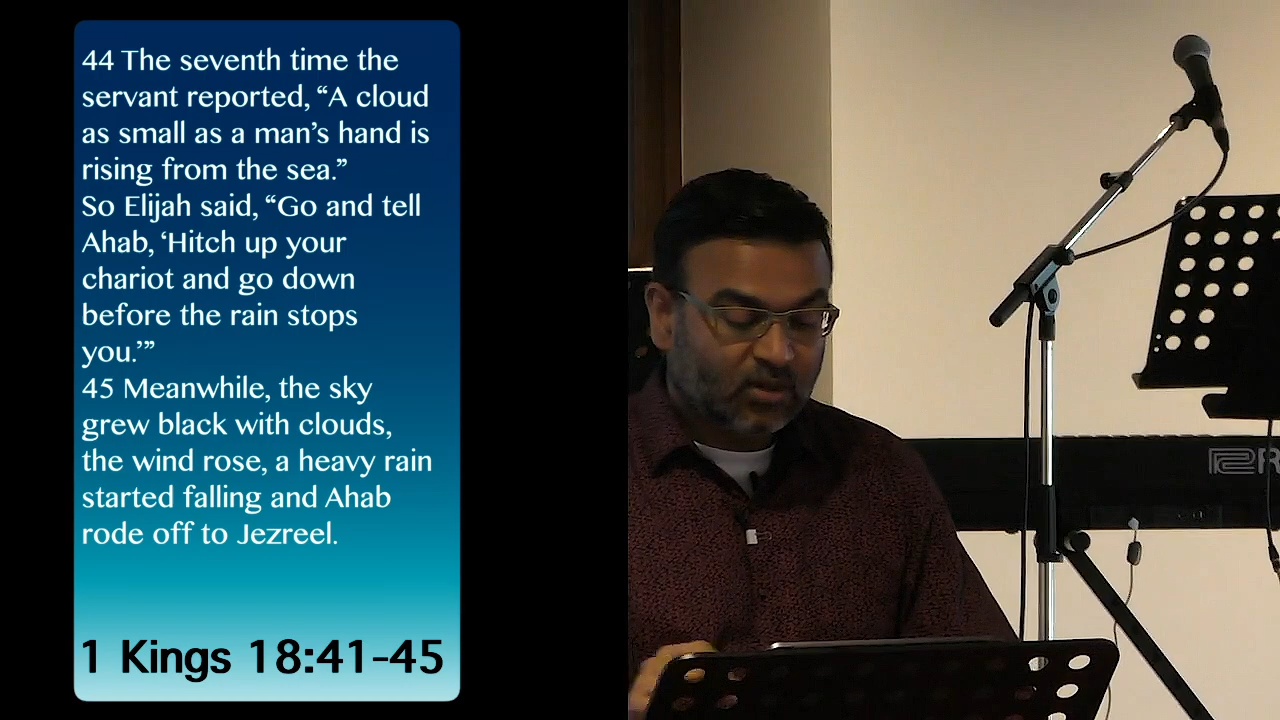 44 The seventh time the
servant reported, “A cloud
as small as a man’s hand is
rising from the sea.”
So Elijah said, “Go and tell
Ahab, ‘Hitch up your
chariot and go down
before the rain stops
you.’”
45 Meanwhile, the sky
grew black with clouds,
the wind rose, a heavy rain
started falling and Ahab
rode off to Jezreel.
1 Kings 18:41-45